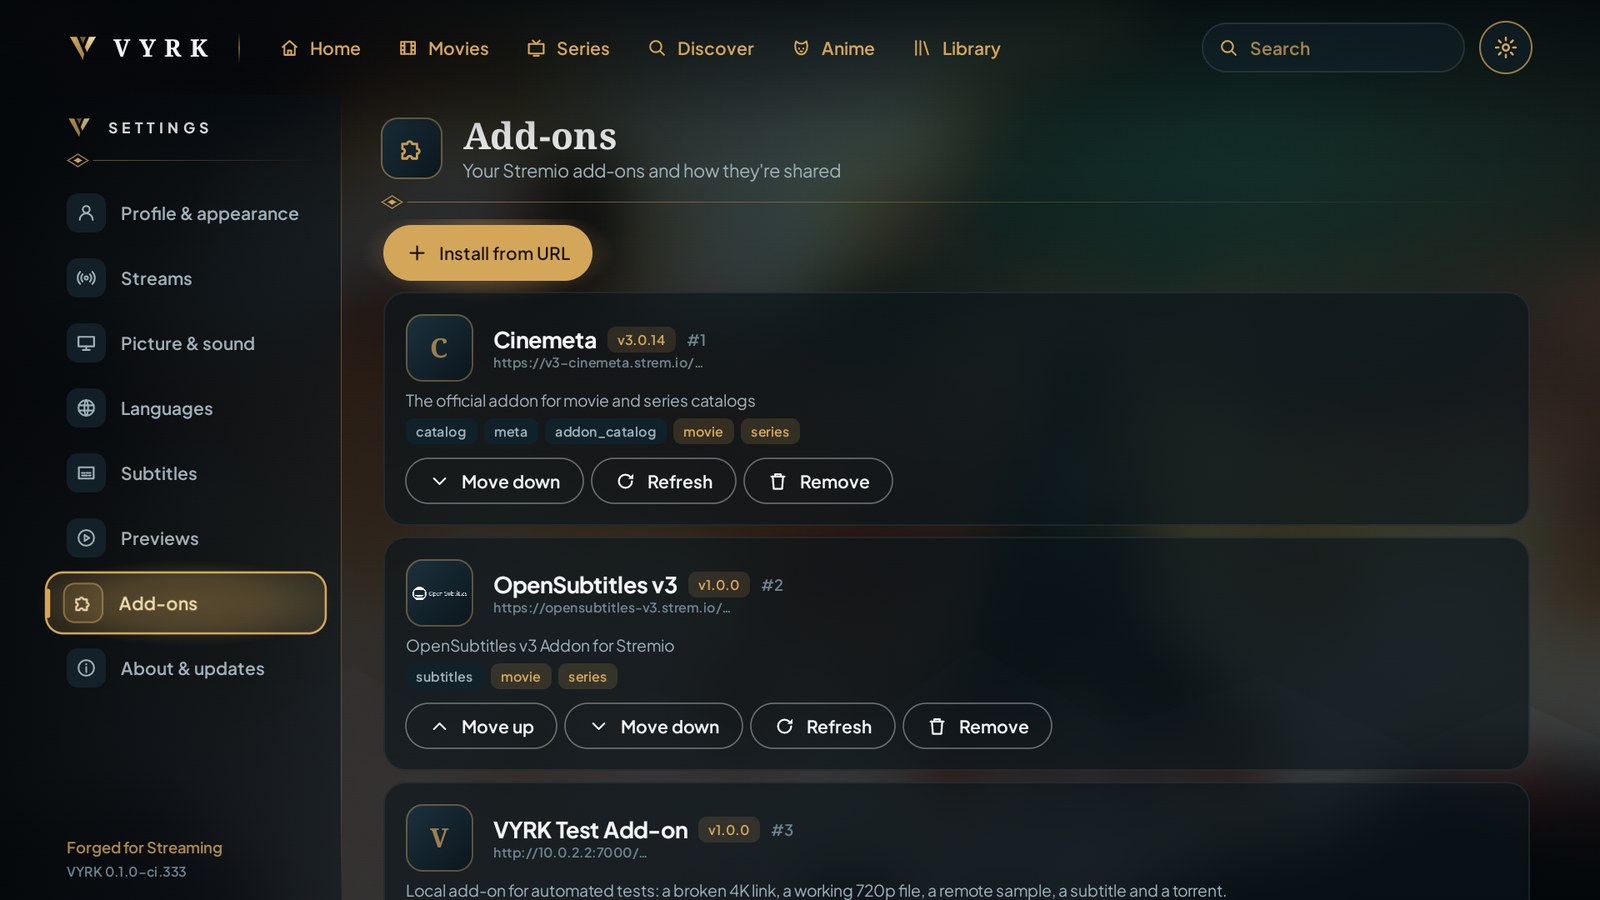 VYRK
Home
Movies
Series
Discover
Anime
Library
Search
SETTINGS
Profile & appearance
Streams
Picture & sound
Languages
Subtitles
Previews
Add-ons
About & updates
Forged for Streaming
VYRK 0.1.0-ci.333
Add-ons
Your Stremio add-ons and how they're shared
Install from URL
C
Cinemeta v3.0.14 #1
https://v3-cinemeta.strem.io/…
The official addon for movie and series catalogs
catalog meta addon_catalog movie series
Move down Refresh Remove
Open Subtitles
OpenSubtitles v3 v1.0.0 #2
https://opensubtitles-v3.strem.io/…
OpenSubtitles v3 Addon for Stremio
subtitles movie series
Move up Move down Refresh Remove
V
VYRK Test Add-on v1.0.0 #3
http://10.0.2.2:7000/…
Local add-on for automated tests: a broken 4K link, a working 720p file, a remote sample, a subtitle and a torrent.